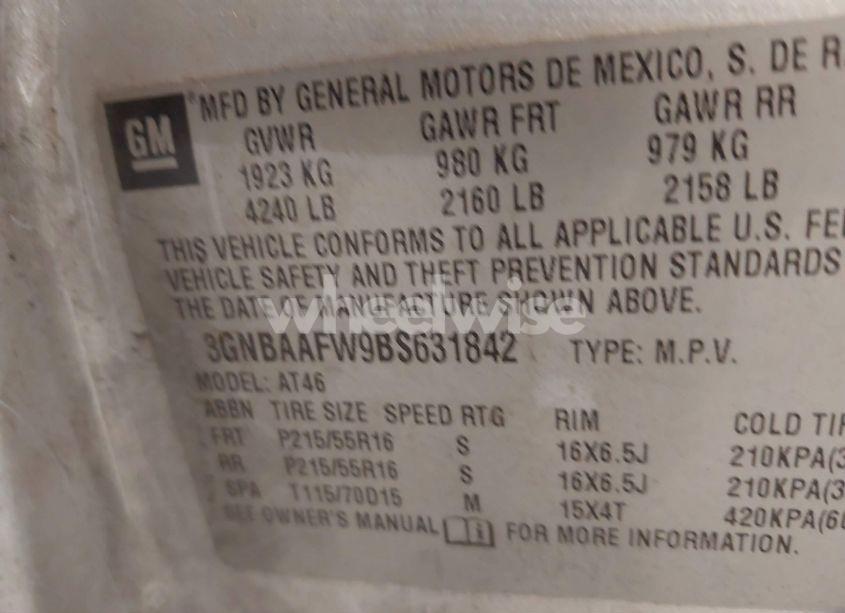 MFD BY GENERAL MOTORS DE MEXICO, S. DE R.
GM
GVWR GAWR FRT GAWR RR
1923 KG 980 KG 979 KG
4240 LB 2160 LB 2158 LB
THIS VEHICLE CONFORMS TO ALL APPLICABLE U.S. FE
VEHICLE SAFETY AND THEFT PREVENTION STANDARDS
THE DATE OF MANUFACTURE SHOWN ABOVE.
wheelwise
3GNBAAFW9BS631842 TYPE: M.P.V.
MODEL: AT46
ABBN TIRE SIZE SPEED RTG RIM COLD TI
FRT P215/55R16 S 16X6.5J 210KPA(3
RR P215/55R16 S 16X6.5J 210KPA(3
SPA T115/70D15 M 15X4T 420KPA(6
SEE OWNER'S MANUAL FOR MORE INFORMATION.